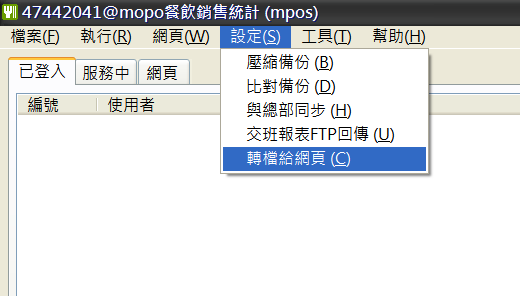 47442041@mopo餐飲銷售統計 (mpos)
檔案(F) 執行(R) 網頁(W) 設定(S) 工具(T) 幫助(H)
已登入 服務中 網頁
編號 使用者
壓縮備份 (B)
比對備份 (D)
與總部同步 (H)
交班報表FTP回傳 (U)
轉檔給網頁 (C)